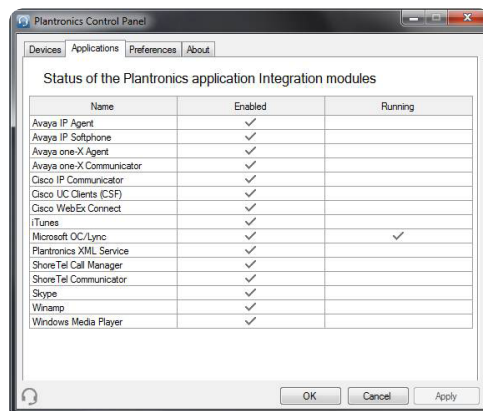 Plantronics Control Panel
Devices Applications Preferences About
Status of the Plantronics application Integration modules
Name Enabled Running
Avaya IP Agent
Avaya IP Softphone
Avaya one-X Agent
Avaya one-X Communicator
Cisco IP Communicator
Cisco UC Clients (CSF)
Cisco WebEx Connect
iTunes
Microsoft OC/Lync
Plantronics XML Service
ShoreTel Call Manager
ShoreTel Communicator
Skype
Winamp
Windows Media Player
OK Cancel Apply